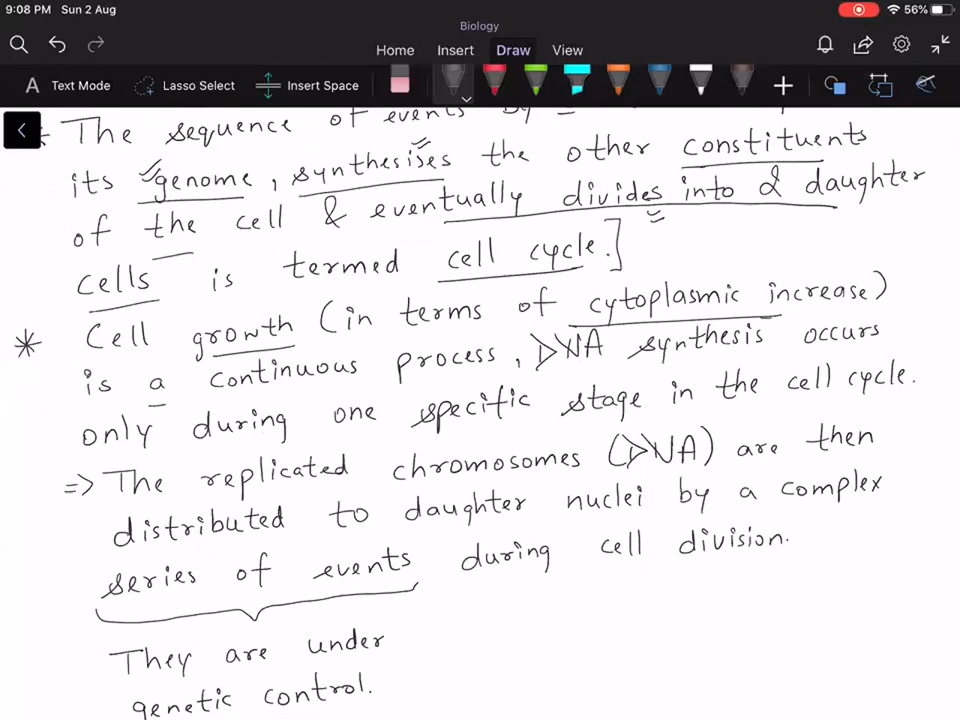 9:08 PM Sun 2 Aug 56%
Biology
Home Insert Draw View
A Text Mode Lasso Select Insert Space
The sequence of events by
its genome, synthesises the other constituents
of the cell & eventually divides into 2 daughter
cells is termed cell cycle.]
* Cell growth (in terms of cytoplasmic increase)
is a continuous process, DNA synthesis occurs
only during one specific stage in the cell cycle.
=> The replicated chromosomes (DNA) are then
distributed to daughter nuclei by a complex
series of events during cell division.
They are under
genetic control.